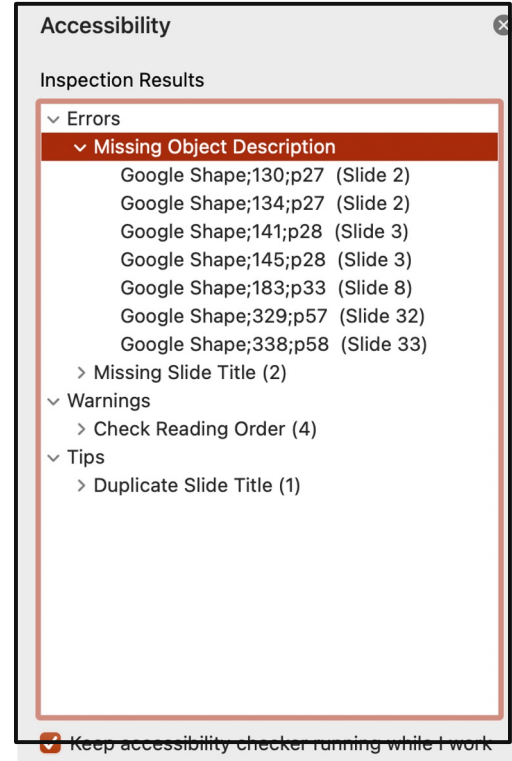 Accessibility
Inspection Results
Errors
Missing Object Description
Google Shape;130;p27 (Slide 2)
Google Shape;134;p27 (Slide 2)
Google Shape;141;p28 (Slide 3)
Google Shape;145;p28 (Slide 3)
Google Shape;183;p33 (Slide 8)
Google Shape;329;p57 (Slide 32)
Google Shape;338;p58 (Slide 33)
Missing Slide Title (2)
Warnings
Check Reading Order (4)
Tips
Duplicate Slide Title (1)
Keep accessibility checker running while I work